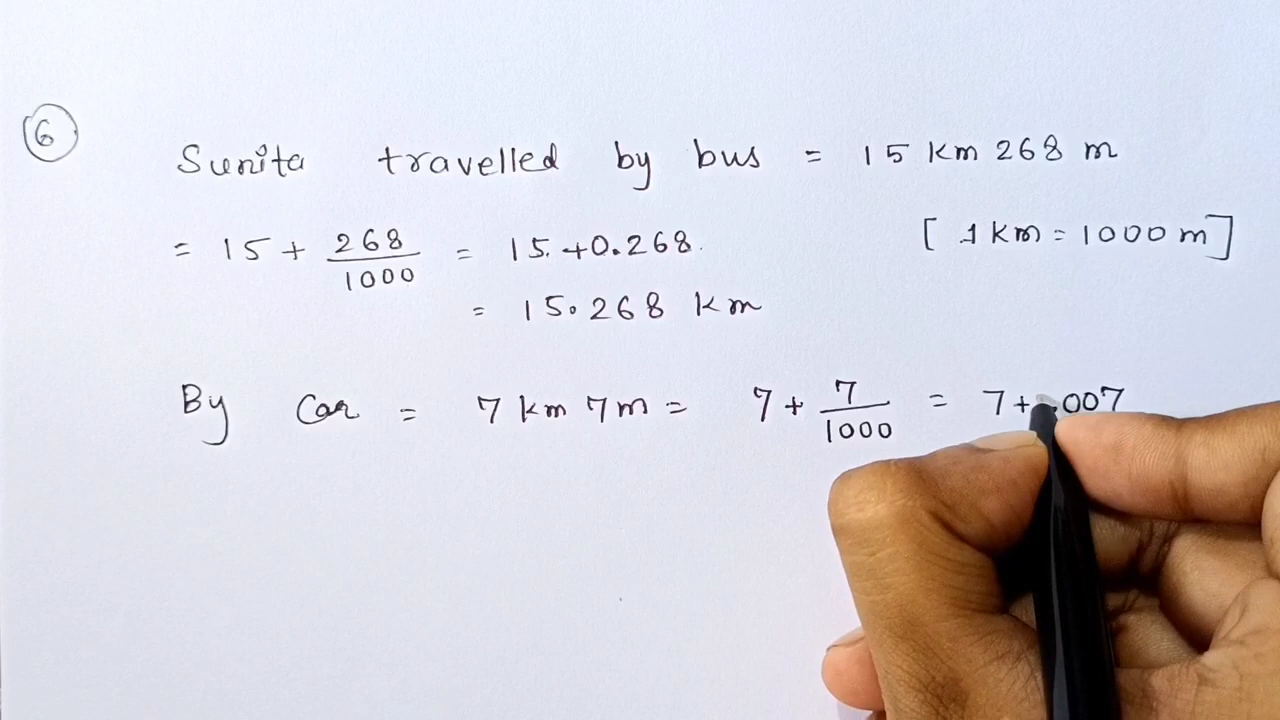 6
Sunita travelled by bus = 15 Km 268 m
= 15 + 268/1000 = 15.+0.268. [1 Km = 1000 m]
= 15.268 Km
By Car = 7 km 7m = 7 + 7/1000 = 7+ .007